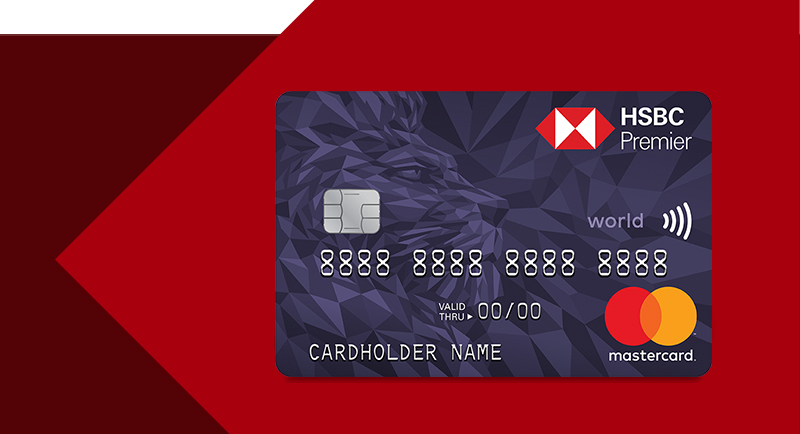 HSBC
Premier
world
8888 8888 8888 8888
VALID
THRU ▸ 00/00
CARDHOLDER NAME
mastercard.